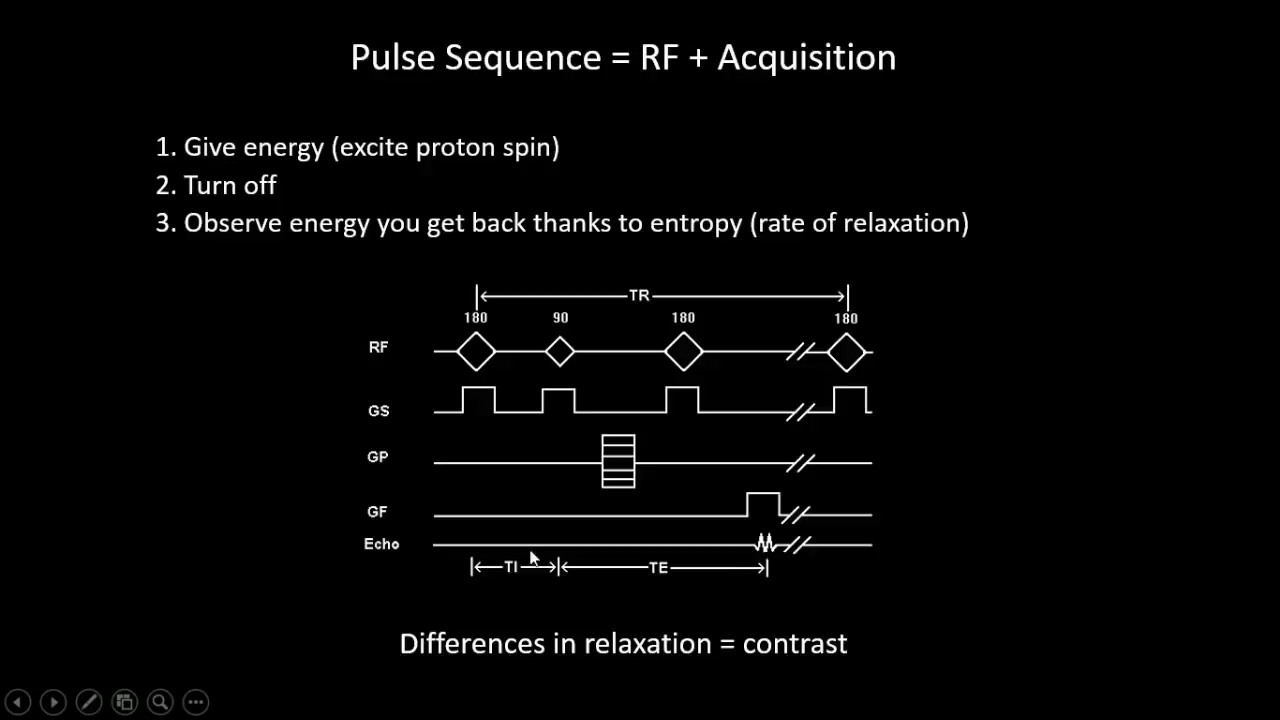 Pulse Sequence = RF + Acquisition
1. Give energy (excite proton spin)
2. Turn off
3. Observe energy you get back thanks to entropy (rate of relaxation)
TR
180 90 180 180
RF
GS
GP
GF
Echo
TI TE
Differences in relaxation = contrast